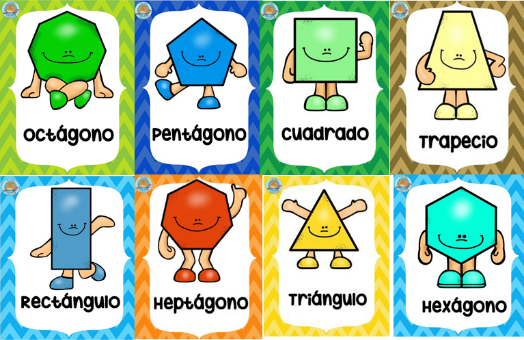 Octágono
Pentágono
Cuadrado
Trapecio
Rectángulo
Heptágono
Triángulo
Hexágono